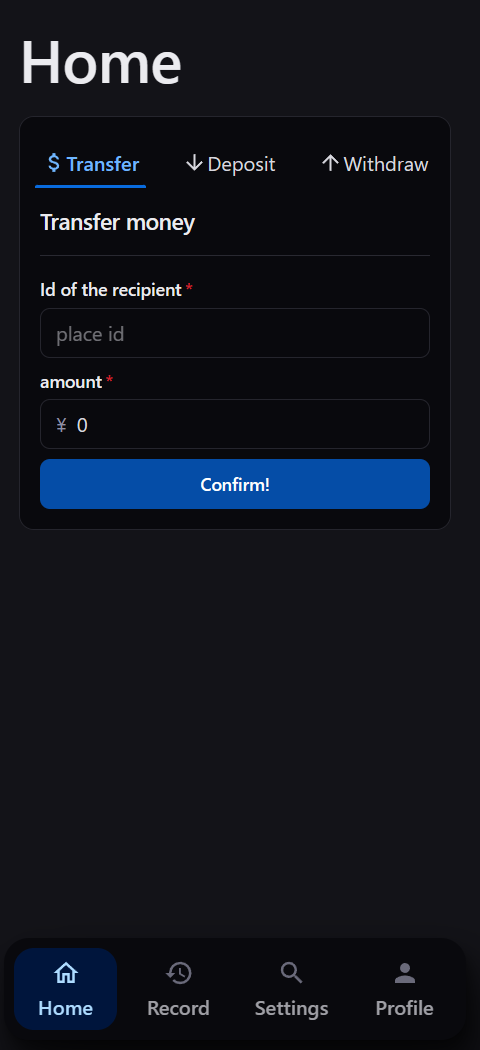 Home
$ Transfer Deposit Withdraw
Transfer money
Id of the recipient *
place id
amount *
¥ 0
Confirm!
Home Record Settings Profile